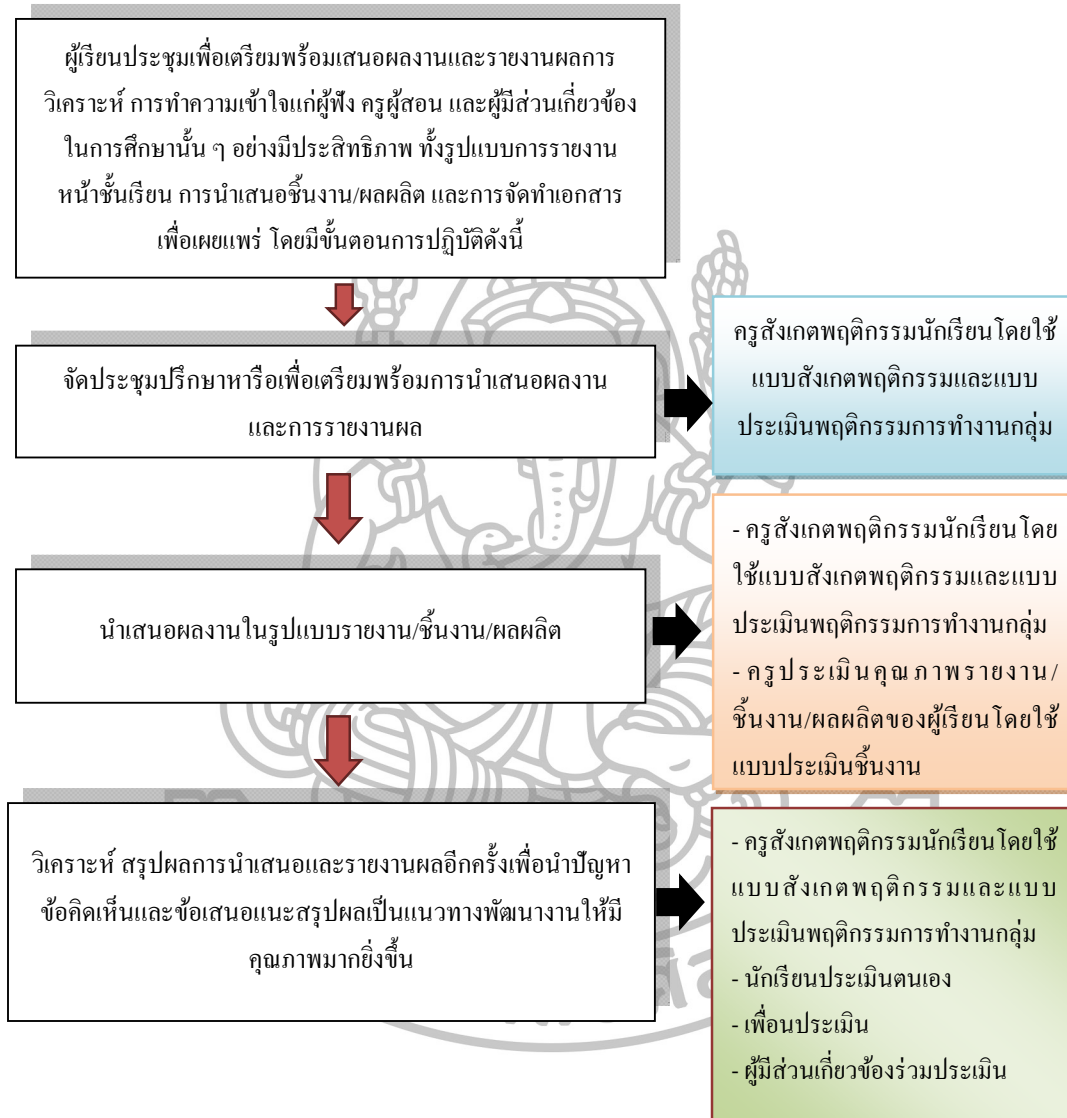 ผู้เรียนประชุมเพื่อเตรียมพร้อมเสนอผลงานและรายงานผลการ
วิเคราะห์ การทำความเข้าใจแก่ผู้ฟัง ครูผู้สอน และผู้มีส่วนเกี่ยวข้อง
ในการศึกษานั้น ๆ อย่างมีประสิทธิภาพ ทั้งรูปแบบการรายงาน
หน้าชั้นเรียน การนำเสนอชิ้นงาน/ผลผลิต และการจัดทำเอกสาร
เพื่อเผยแพร่ โดยมีขั้นตอนการปฏิบัติดังนี้
จัดประชุมปรึกษาหารือเพื่อเตรียมพร้อมการนำเสนอผลงาน
และการรายงานผล
ครูสังเกตพฤติกรรมนักเรียนโดยใช้
แบบสังเกตพฤติกรรมและแบบ
ประเมินพฤติกรรมการทำงานกลุ่ม
นำเสนอผลงานในรูปแบบรายงาน/ชิ้นงาน/ผลผลิต
- ครูสังเกตพฤติกรรมนักเรียนโดย
ใช้แบบสังเกตพฤติกรรมและแบบ
ประเมินพฤติกรรมการทำงานกลุ่ม
- ครูประเมินคุณภาพรายงาน/
ชิ้นงาน/ผลผลิตของผู้เรียนโดยใช้
แบบประเมินชิ้นงาน
วิเคราะห์ สรุปผลการนำเสนอและรายงานผลอีกครั้งเพื่อนำปัญหา
ข้อคิดเห็นและข้อเสนอแนะสรุปผลเป็นแนวทางพัฒนางานให้มี
คุณภาพมากยิ่งขึ้น
- ครูสังเกตพฤติกรรมนักเรียนโดยใช้
แบบสังเกตพฤติกรรมและแบบ
ประเมินพฤติกรรมการทำงานกลุ่ม
- นักเรียนประเมินตนเอง
- เพื่อนประเมิน
- ผู้มีส่วนเกี่ยวข้องร่วมประเมิน